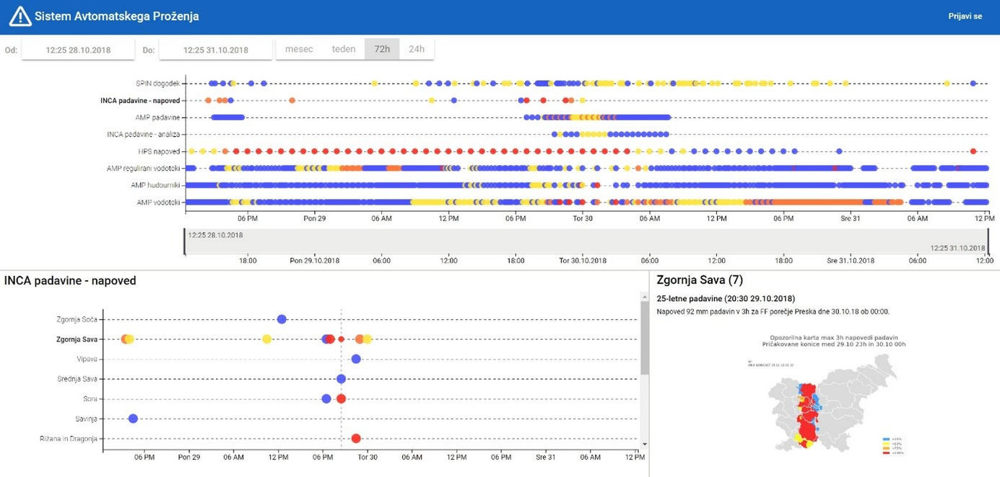 Sistem Avtomatskega Proženja
Prijavi se
Od: 12:25 28.10.2018 Do: 12:25 31.10.2018 mesec teden 72h 24h
SPIN dogodek
INCA padavine - napoved
AMP padavine
INCA padavine - analiza
HPS napoved
AMP regulirani vodotoki
AMP hudourniki
AMP vodotoki
06 PM Pon 29 06 AM 12 PM 06 PM Tor 30 06 AM 12 PM 06 PM Sre 31 06 AM 12 PM
12:25 28.10.2018
12:25 31.10.2018
18:00 Pon 29.10.2018 06:00 12:00 18:00 Tor 30.10.2018 06:00 12:00 18:00 Sre 31.10.2018 06:00 12:00
INCA padavine - napoved
Zgornja Soča
Zgornja Sava
Vipava
Srednja Sava
Sora
Savinja
Rižana in Dragonja
06 PM Pon 29 06 AM 12 PM 06 PM Tor 30 06 AM 12 PM 06 PM Sre 31 06 AM 12 PM
Zgornja Sava (7)
25-letne padavine (20:30 29.10.2018)
Napoved 92 mm padavin v 3h za FF porečje Preska dne 30.10.18 ob 00:00.
Opozorilna karta max 3h napovedi padavin
Pričakovane konice med 29.10 23h in 30.10 00h